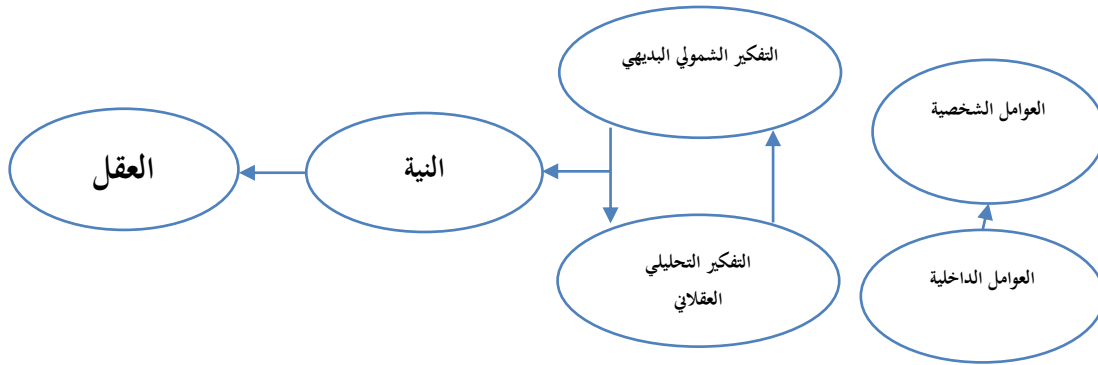 العوامل الشخصية
العوامل الداخلية
التفكير الشمولي البديهي
التفكير التحليلي
العقلاني
النية
العقل